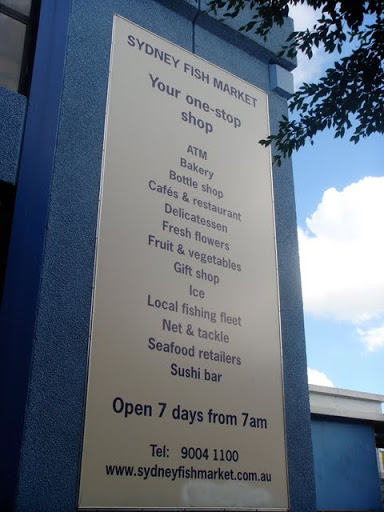 SYDNEY FISH MARKET
Your one-stop
shop
ATM
Bakery
Bottle shop
Cafés & restaurant
Delicatessen
Fresh flowers
Fruit & vegetables
Gift shop
Ice
Local fishing fleet
Net & tackle
Seafood retailers
Sushi bar
Open 7 days from 7am
Tel: 9004 1100
www.sydneyfishmarket.com.au